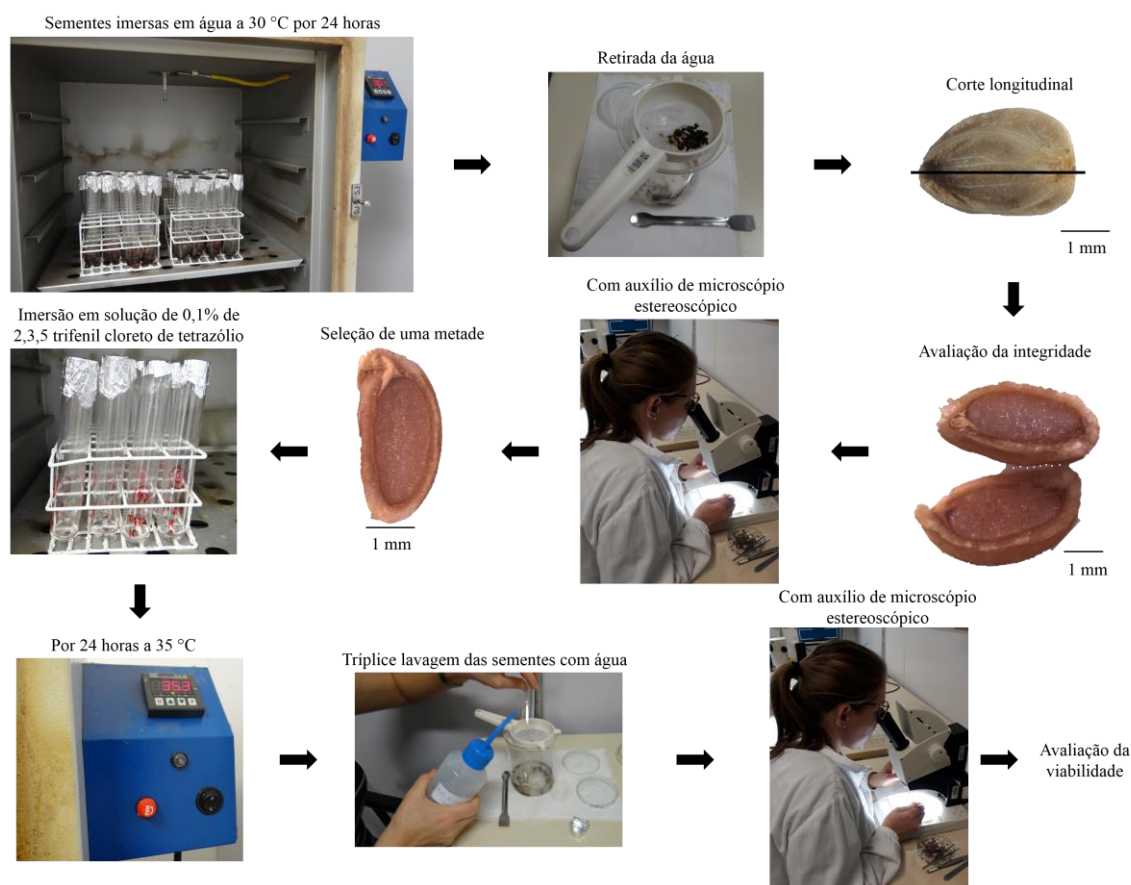 Sementes imersas em água a 30 °C por 24 horas
Retirada da água
Corte longitudinal
1 mm
Avaliação da integridade
1 mm
Com auxílio de microscópio
estereoscópico
Seleção de uma metade
1 mm
Imersão em solução de 0,1% de
2,3,5 trifenil cloreto de tetrazólio
Por 24 horas a 35 °C
35.3
Tríplice lavagem das sementes com água
Com auxílio de microscópio
estereoscópico
Avaliação da
viabilidade